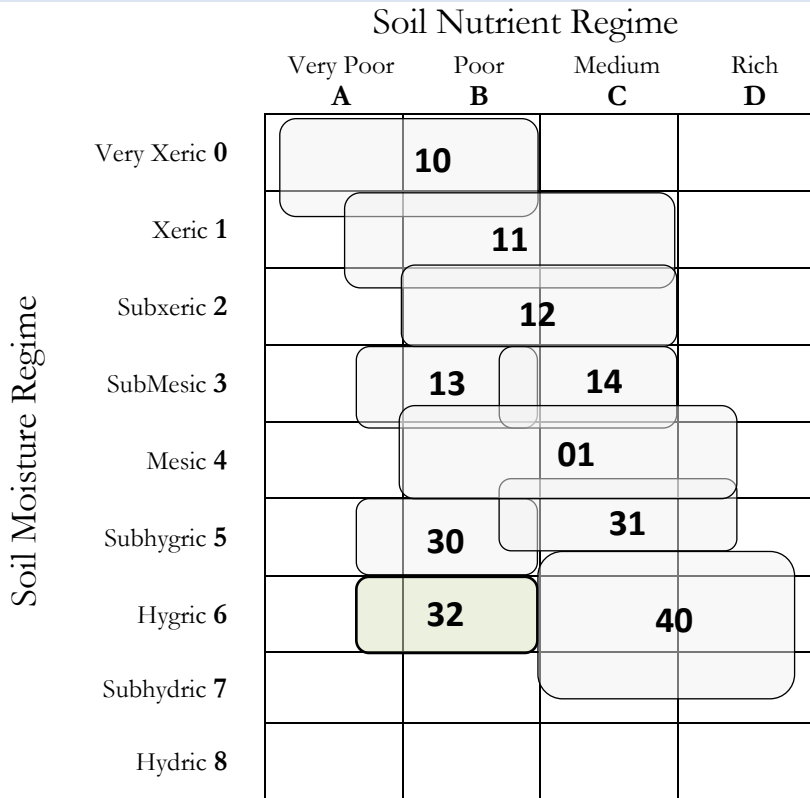 Soil Nutrient Regime
Very Poor Poor Medium Rich
A B C D
Soil Moisture Regime
Very Xeric 0
10
Xeric 1
11
Subxeric 2
12
SubMesic 3
13 14
Mesic 4
01
Subhygric 5
30 31
Hygric 6
32 40
Subhydric 7
Hydric 8